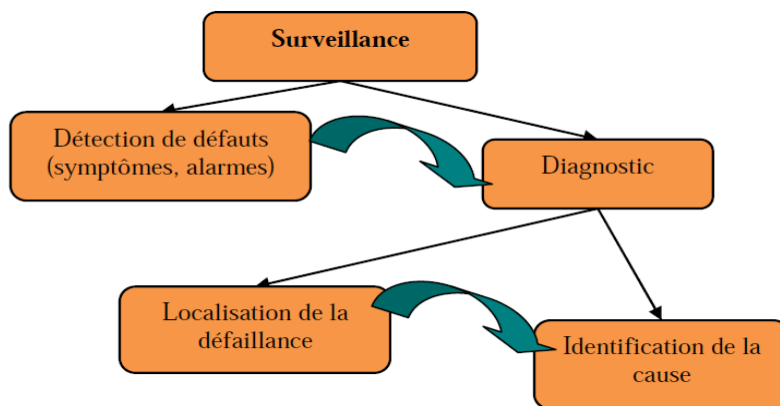 Surveillance
Détection de défauts
(symptômes, alarmes)
Diagnostic
Localisation de la
défaillance
Identification de la
cause